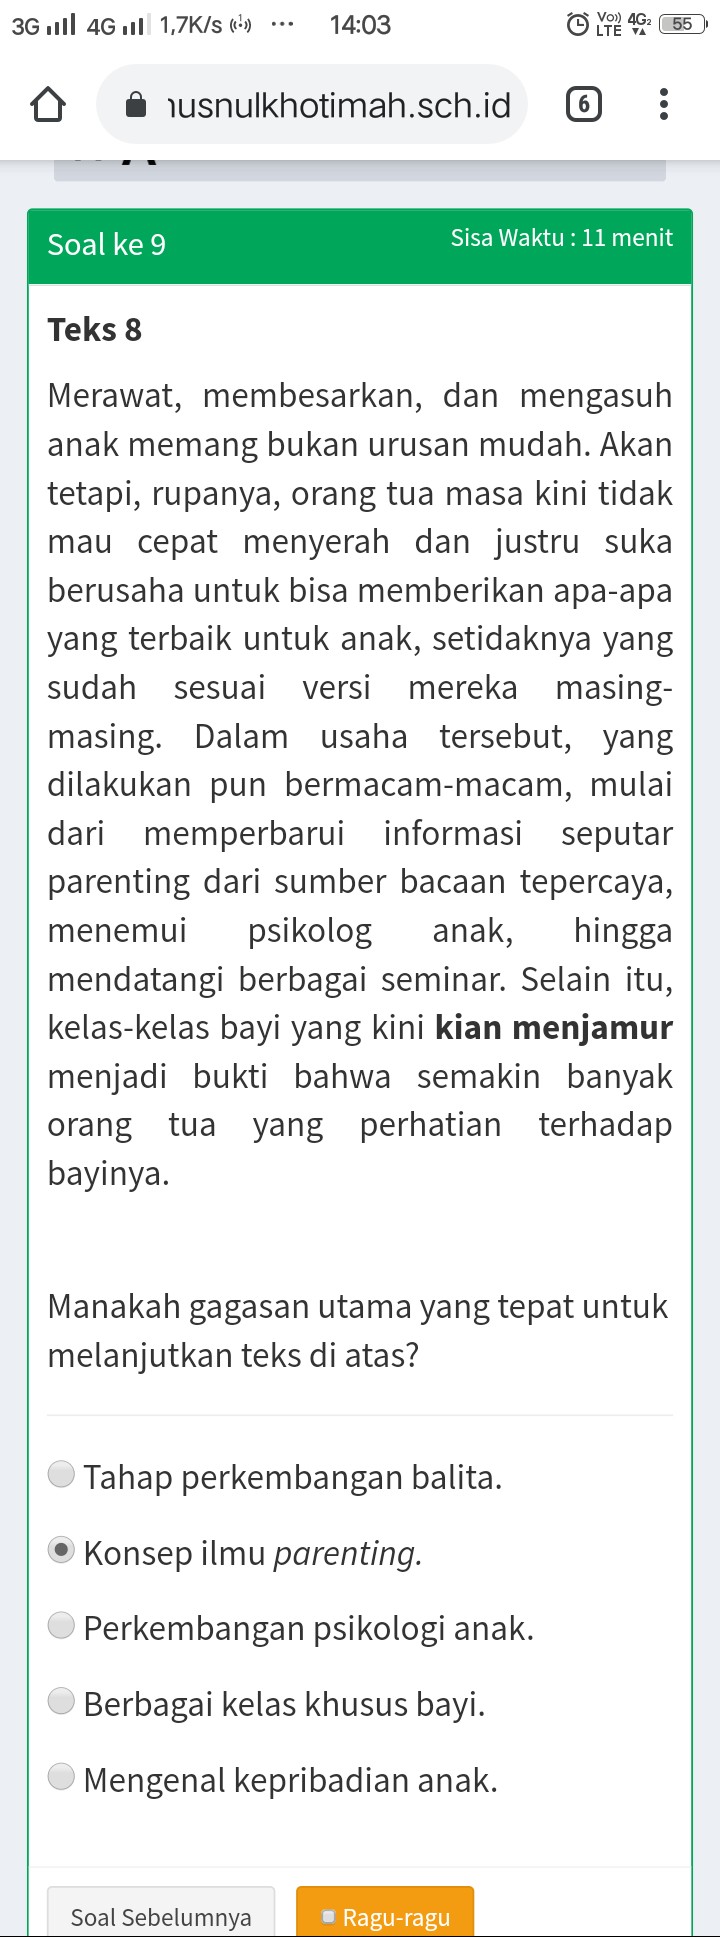 3G 4G 1,7K/s ... 14:03 Vo)) LTE 4G2 55
nusnulkhotimah.sch.id 6
Soal ke 9 Sisa Waktu : 11 menit
Teks 8
Merawat, membesarkan, dan mengasuh
anak memang bukan urusan mudah. Akan
tetapi, rupanya, orang tua masa kini tidak
mau cepat menyerah dan justru suka
berusaha untuk bisa memberikan apa-apa
yang terbaik untuk anak, setidaknya yang
sudah sesuai versi mereka masing-
masing. Dalam usaha tersebut, yang
dilakukan pun bermacam-macam, mulai
dari memperbarui informasi seputar
parenting dari sumber bacaan tepercaya,
menemui psikolog anak, hingga
mendatangi berbagai seminar. Selain itu,
kelas-kelas bayi yang kini kian menjamur
menjadi bukti bahwa semakin banyak
orang tua yang perhatian terhadap
bayinya.
Manakah gagasan utama yang tepat untuk
melanjutkan teks di atas?
Tahap perkembangan balita.
Konsep ilmu parenting.
Perkembangan psikologi anak.
Berbagai kelas khusus bayi.
Mengenal kepribadian anak.
Soal Sebelumnya Ragu-ragu